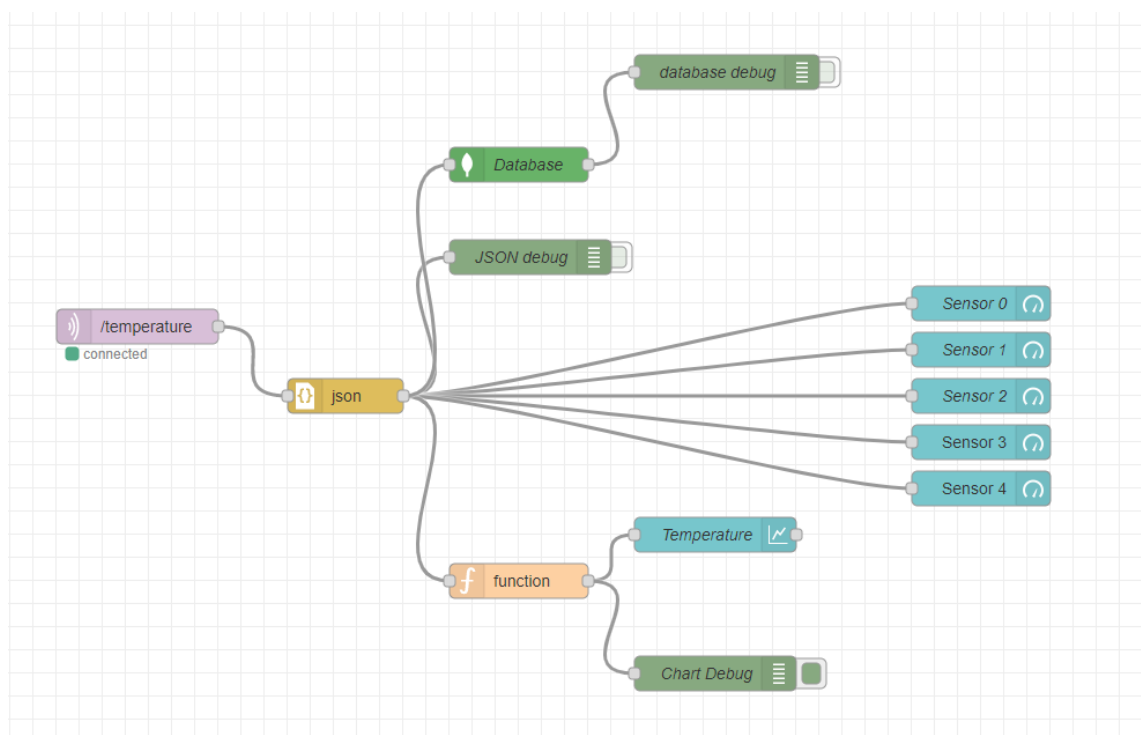 database debug
Database
JSON debug
/temperature
connected
json
Sensor 0
Sensor 1
Sensor 2
Sensor 3
Sensor 4
Temperature
function
Chart Debug